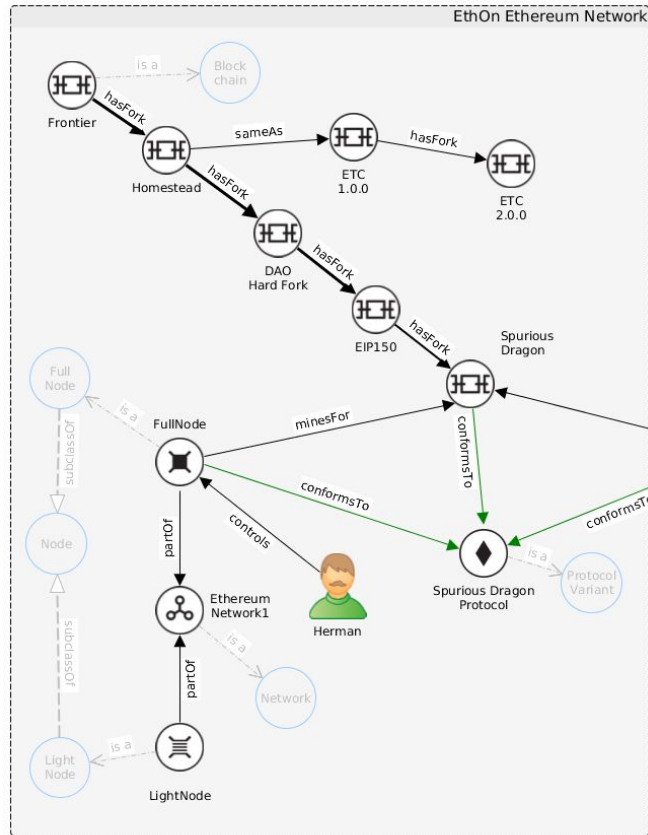 EthOn Ethereum Network
is a
Block
chain
Frontier
hasFork
sameAs
hasFork
Homestead
ETC
1.0.0
ETC
2.0.0
hasFork
DAO
Hard Fork
hasFork
EIP150
hasFork
Spurious
Dragon
Full
Node
is a
FullNode
minesFor
conformsTo
subclassOf
conformsTo
conformsTo
partOf
controls
Node
is a
Spurious Dragon
Protocol
Protocol
Variant
Ethereum
Network1
Herman
is a
subclassOf
partOf
Network
Light
Node
is a
LightNode